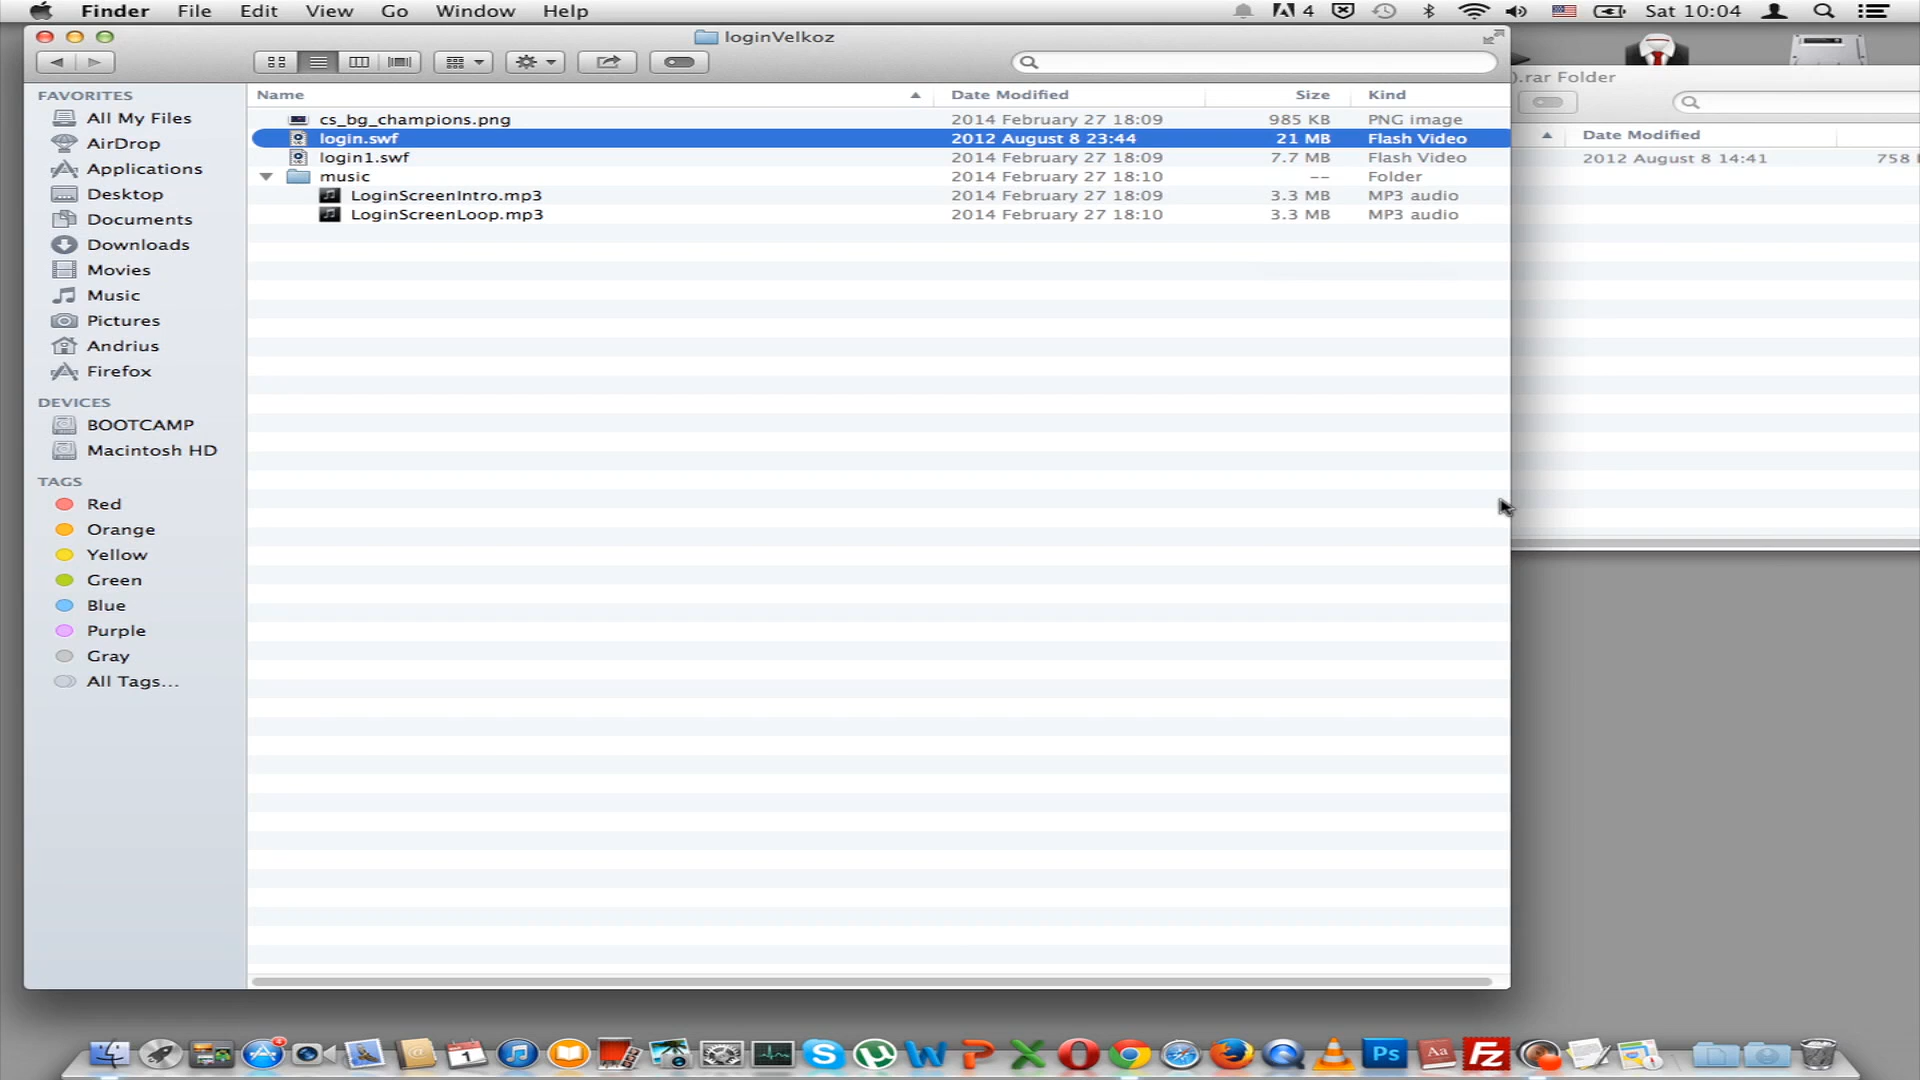 Finder File Edit View Go Window Help 4 Sat 10:04
loginVelkoz
).rar Folder
FAVORITES
All My Files
AirDrop
Applications
Desktop
Documents
Downloads
Movies
Music
Pictures
Andrius
Firefox
DEVICES
BOOTCAMP
Macintosh HD
TAGS
Red
Orange
Yellow
Green
Blue
Purple
Gray
All Tags...
Name Date Modified Size Kind
cs_bg_champions.png 2014 February 27 18:09 985 KB PNG image
login.swf 2012 August 8 23:44 21 MB Flash Video
login1.swf 2014 February 27 18:09 7.7 MB Flash Video
music 2014 February 27 18:10 -- Folder
LoginScreenIntro.mp3 2014 February 27 18:09 3.3 MB MP3 audio
LoginScreenLoop.mp3 2014 February 27 18:10 3.3 MB MP3 audio
Date Modified
2012 August 8 14:41 758
4 1 S W P X O Ps Aa FZ